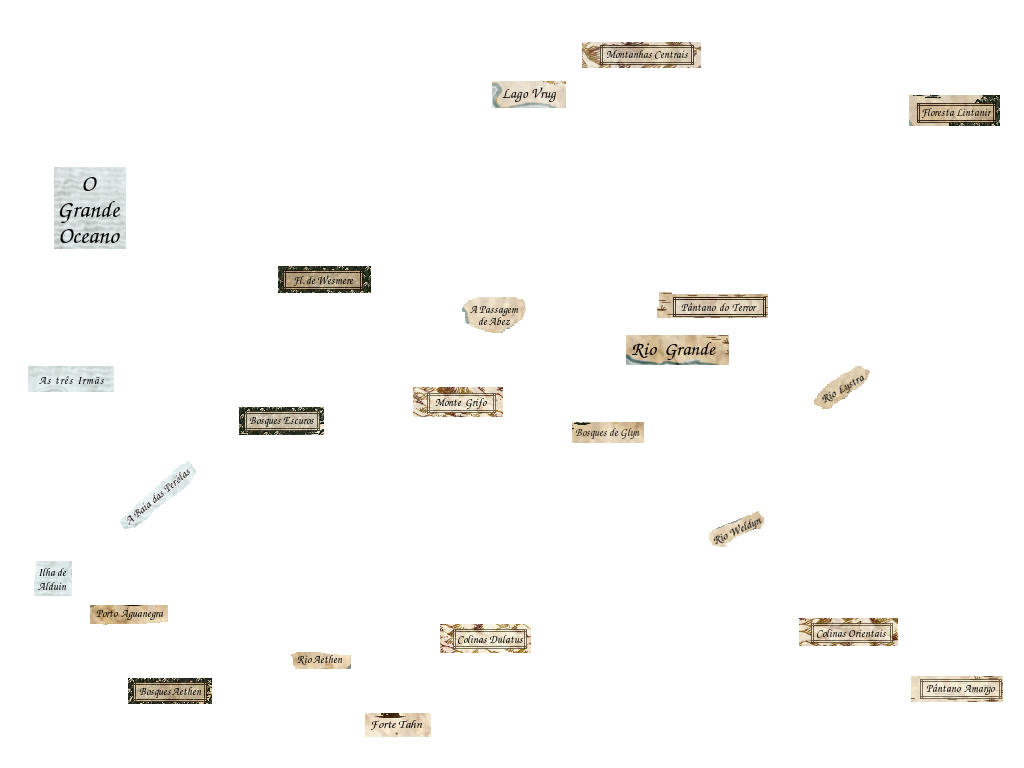 Montanhas Centrais
Lago Vrug
Floresta Lintanir
O
Grande
Oceano
Fl. de Wesmere
A Passagem
de Abez
Pântano do Terror
Rio Grande
As três Irmãs
Rio Lystra
Monte Grifo
Bosques Escuros
Bosques de Glyn
A Baía das Pérolas
Rio Weldyn
Ilha de
Alduin
Porto Aguanegra
Colinas Dulatus
Colinas Orientais
Rio Aethen
Bosques Aethen
Pântano Amargo
Forte Tahn